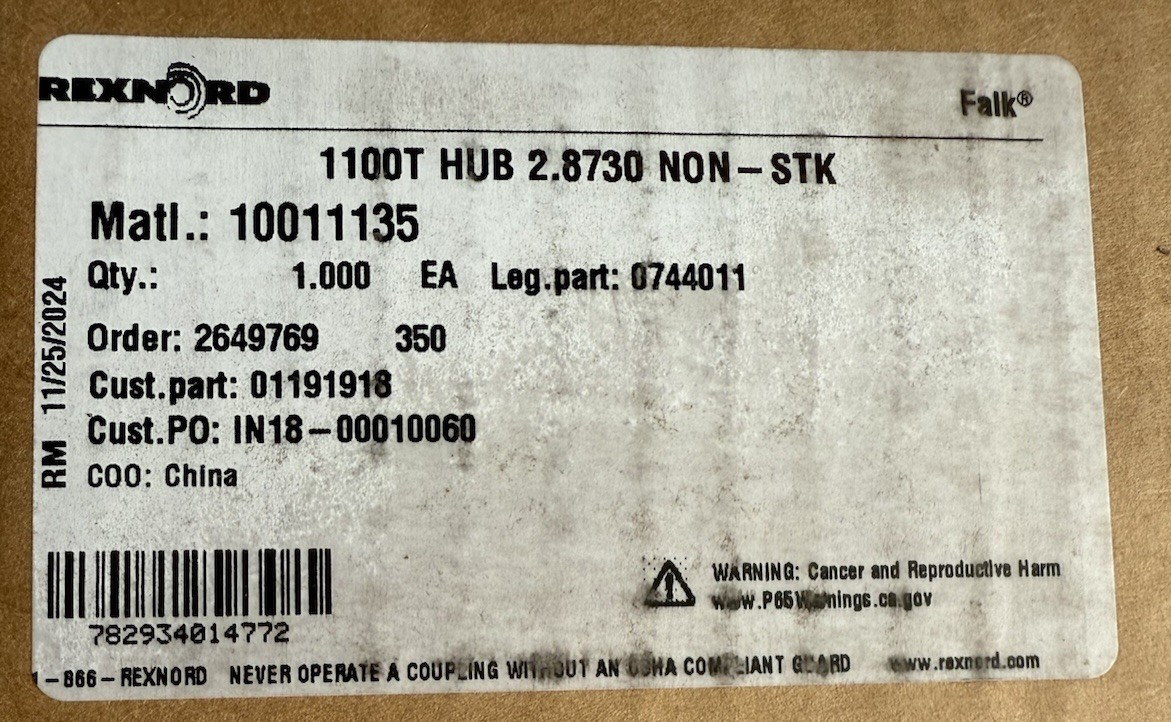 REXNORD
Falk®
1100T HUB 2.8730 NON-STK
Matl.: 10011135
Qty.: 1.000 EA Leg.part: 0744011
Order: 2649769 350
Cust.part: 01191918
Cust.PO: IN18-00010060
COO: China
RM 11/25/2024
782934014772
WARNING: Cancer and Reproductive Harm
www.P65Warnings.ca.gov
1-866-REXNORD NEVER OPERATE A COUPLING WITHOUT AN OSHA COMPLIANT GUARD www.rexnord.com